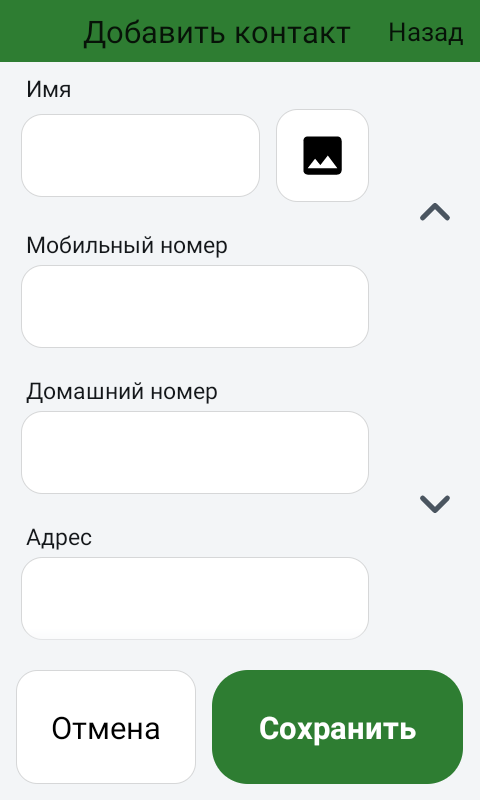 Добавить контакт
Назад
Имя
Мобильный номер
Домашний номер
Адрес
Отмена
Сохранить